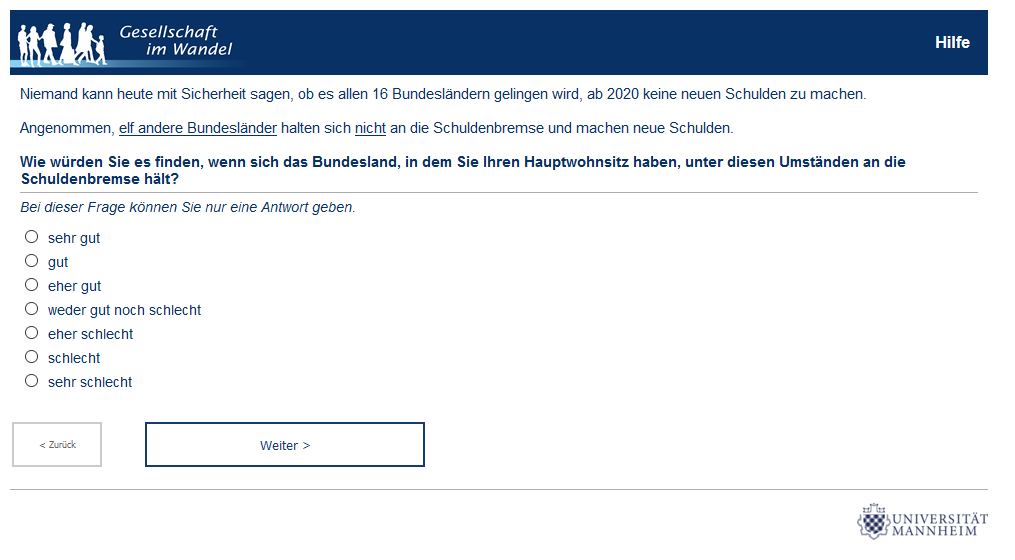 Gesellschaft
im Wandel
Hilfe
Niemand kann heute mit Sicherheit sagen, ob es allen 16 Bundesländern gelingen wird, ab 2020 keine neuen Schulden zu machen.
Angenommen, elf andere Bundesländer halten sich nicht an die Schuldenbremse und machen neue Schulden.
Wie würden Sie es finden, wenn sich das Bundesland, in dem Sie Ihren Hauptwohnsitz haben, unter diesen Umständen an die
Schuldenbremse hält?
Bei dieser Frage können Sie nur eine Antwort geben.
sehr gut
gut
eher gut
weder gut noch schlecht
eher schlecht
schlecht
sehr schlecht
< Zurück
Weiter >
UNIVERSITÄT
MANNHEIM